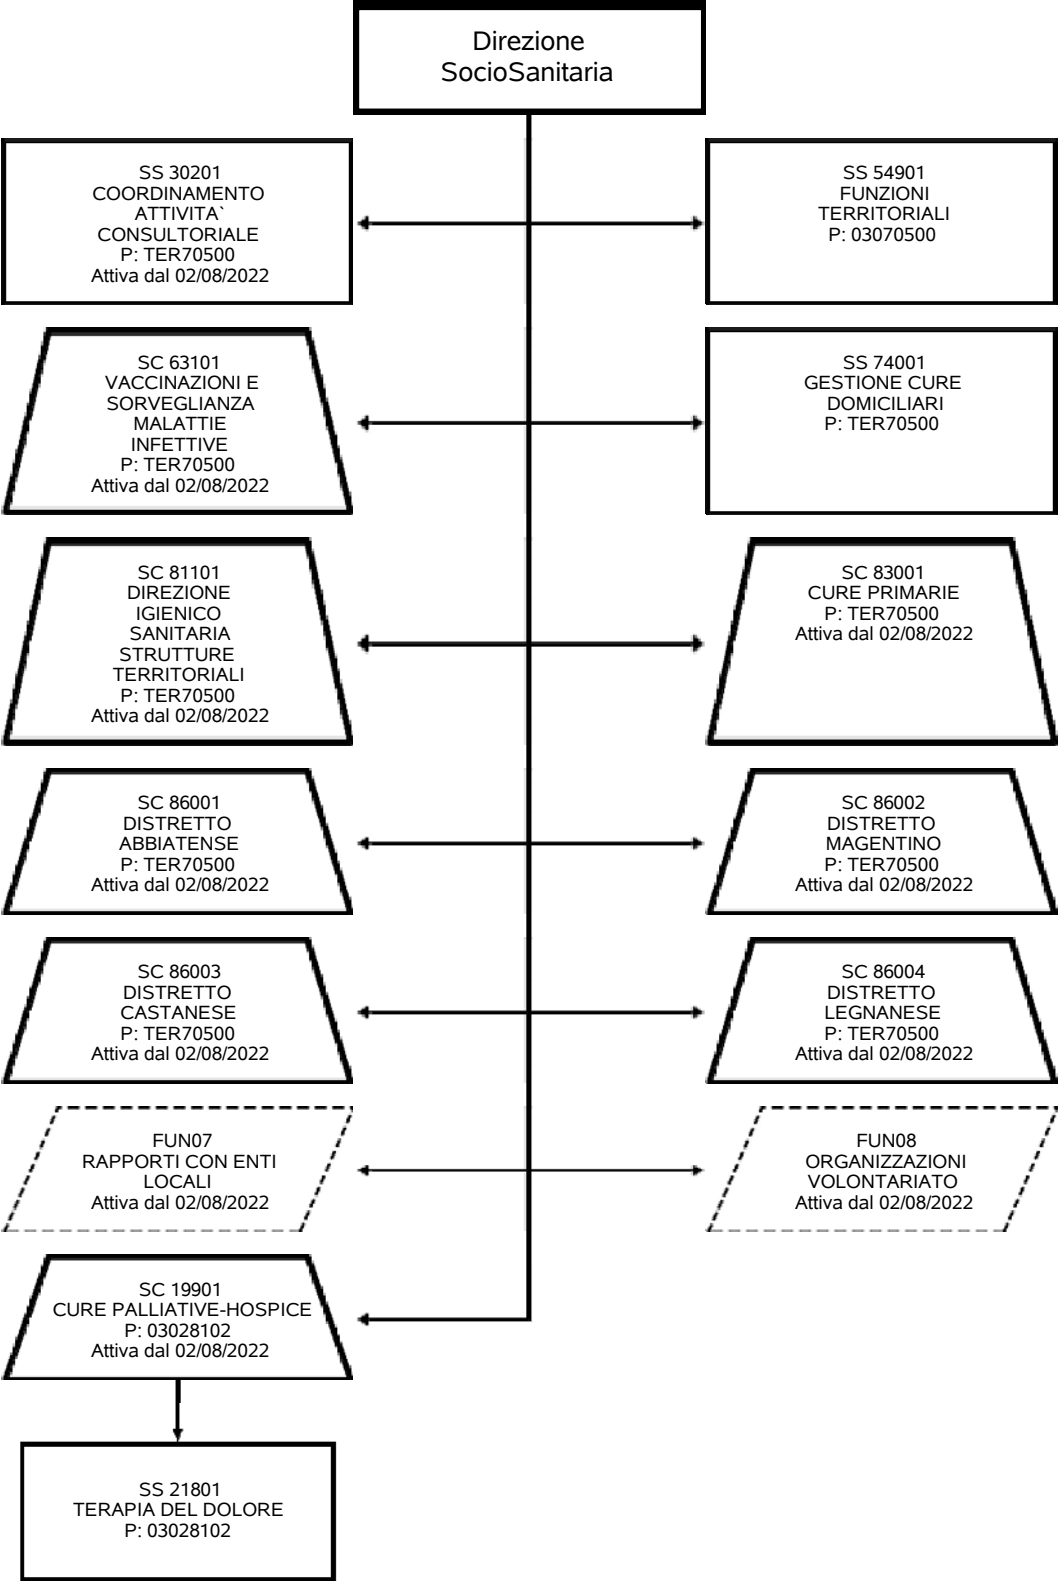 Direzione
SocioSanitaria
SS 30201
COORDINAMENTO
ATTIVITA`
CONSULTORIALE
P: TER70500
Attiva dal 02/08/2022
SS 54901
FUNZIONI
TERRITORIALI
P: 03070500
SC 63101
VACCINAZIONI E
SORVEGLIANZA
MALATTIE
INFETTIVE
P: TER70500
Attiva dal 02/08/2022
SS 74001
GESTIONE CURE
DOMICILIARI
P: TER70500
SC 81101
DIREZIONE
IGIENICO
SANITARIA
STRUTTURE
TERRITORIALI
P: TER70500
Attiva dal 02/08/2022
SC 83001
CURE PRIMARIE
P: TER70500
Attiva dal 02/08/2022
SC 86001
DISTRETTO
ABBIATENSE
P: TER70500
Attiva dal 02/08/2022
SC 86002
DISTRETTO
MAGENTINO
P: TER70500
Attiva dal 02/08/2022
SC 86003
DISTRETTO
CASTANESE
P: TER70500
Attiva dal 02/08/2022
SC 86004
DISTRETTO
LEGNANESE
P: TER70500
Attiva dal 02/08/2022
FUN07
RAPPORTI CON ENTI
LOCALI
Attiva dal 02/08/2022
FUN08
ORGANIZZAZIONI
VOLONTARIATO
Attiva dal 02/08/2022
SC 19901
CURE PALLIATIVE-HOSPICE
P: 03028102
Attiva dal 02/08/2022
SS 21801
TERAPIA DEL DOLORE
P: 03028102